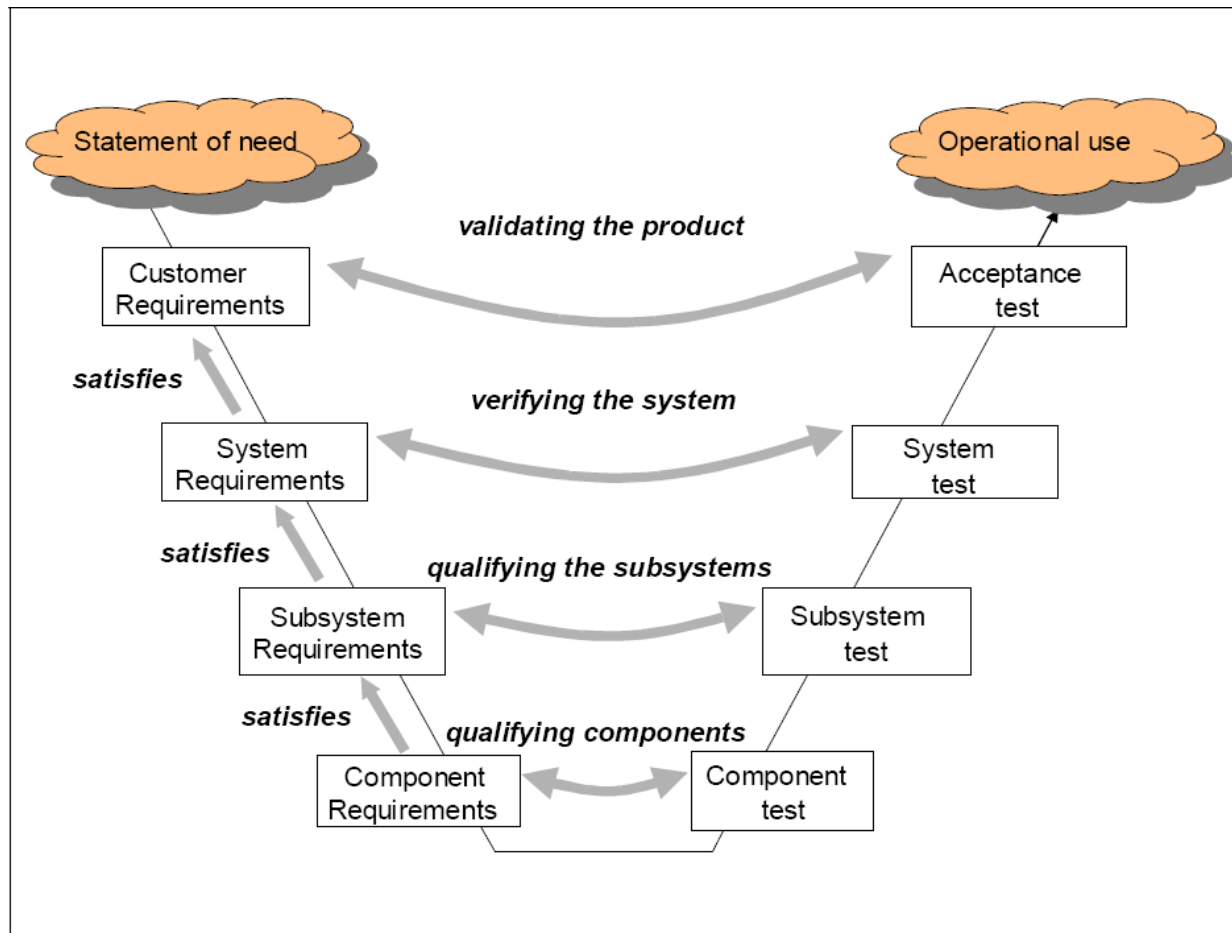 Statement of need
Operational use
validating the product
Customer
Requirements
Acceptance
test
satisfies
verifying the system
System
Requirements
System
test
satisfies
qualifying the subsystems
Subsystem
Requirements
Subsystem
test
satisfies
qualifying components
Component
Requirements
Component
test